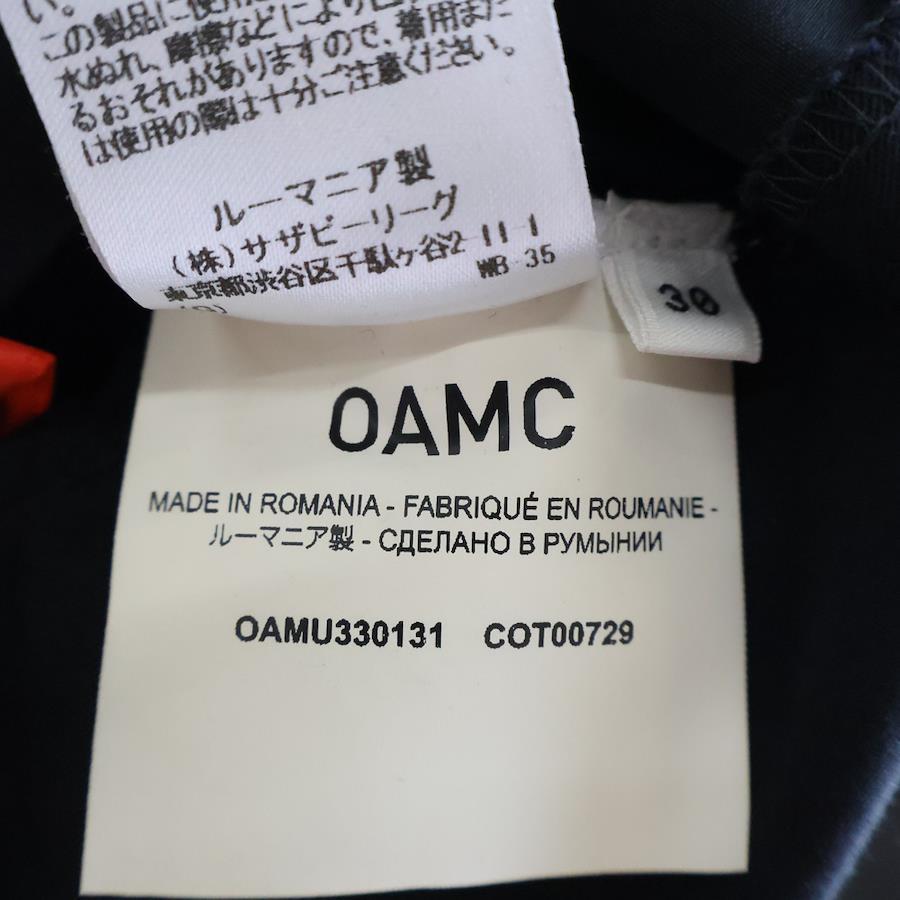 い。
この製品に使用
水ぬれ、摩擦などにより
るおそれがありますので、着用また
は使用の際は十分ご注意ください。
ルーマニア製
(株)サザビーリーグ
東京都渋谷区千駄ヶ谷2-11-1
WB 35
30
OAMC
MADE IN ROMANIA - FABRIQUÉ EN ROUMANIE -
ルーマニア製 - СДЕЛАНО В РУМЫНИИ
OAMU330131 COT00729